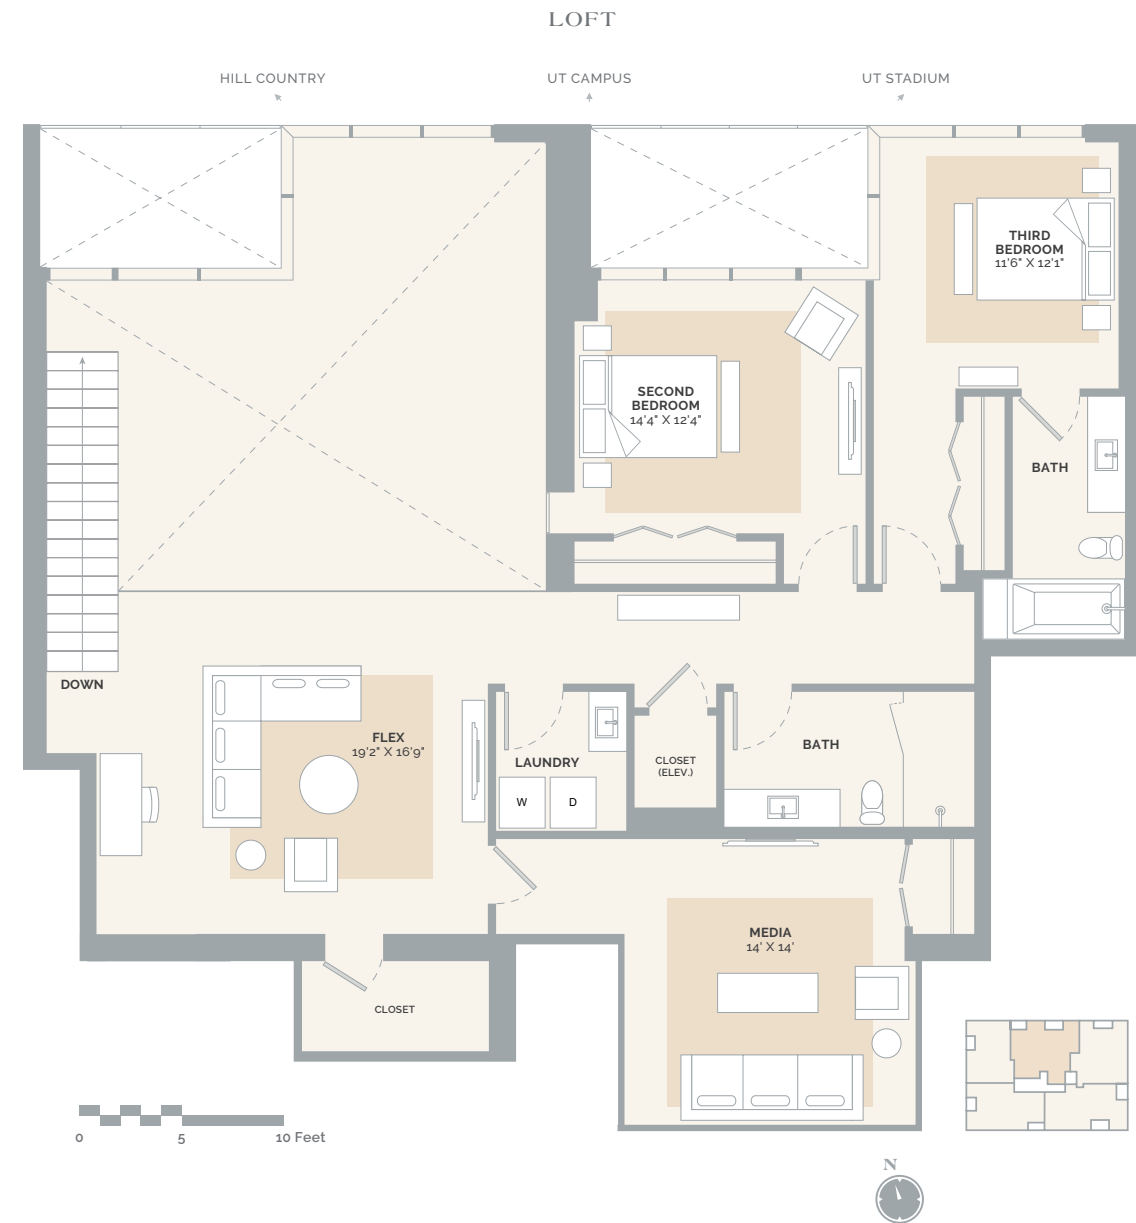 LOFT
HILL COUNTRY
UT CAMPUS
UT STADIUM
THIRD
BEDROOM
11'6" X 12'1"
SECOND
BEDROOM
14'4" X 12'4"
BATH
DOWN
FLEX
19'2" X 16'9"
LAUNDRY
W
D
CLOSET
(ELEV.)
BATH
MEDIA
14' X 14'
CLOSET
0
5
10 Feet
N